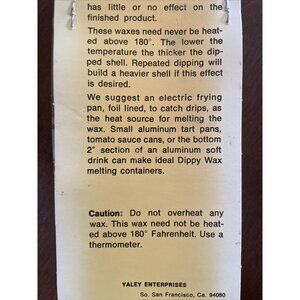 has little or no effect on the
finished product.
These waxes need never be heat-
ed above 180°. The lower the
temperature the thicker the dip-
ped shell. Repeated dipping will
build a heavier shell if this effect
is desired.
We suggest an electric frying
pan, foil lined, to catch drips, as
the heat source for melting the
wax. Small aluminum tart pans,
tomato sauce cans, or the bottom
2" section of an aluminum soft
drink can make ideal Dippy Wax
melting containers.
Caution: Do not overheat any
wax. This wax need not be heat-
ed above 180° Fahrenheit. Use a
thermometer.
YALEY ENTERPRISES
So. San Francisco, Ca. 94080